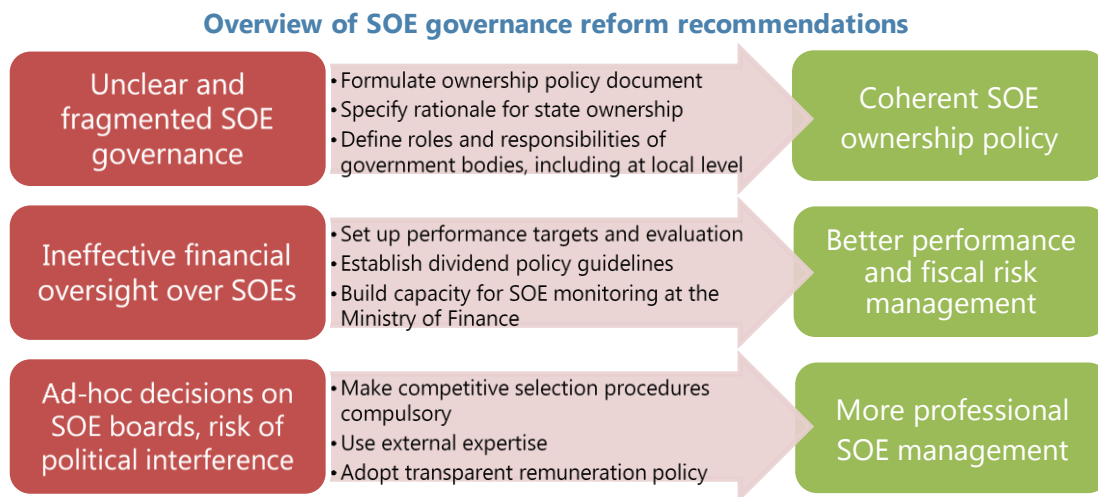 Overview of SOE governance reform recommendations
Unclear and
fragmented SOE
governance
• Formulate ownership policy document
• Specify rationale for state ownership
• Define roles and responsibilities of
government bodies, including at local level
Coherent SOE
ownership policy
Ineffective financial
oversight over SOEs
• Set up performance targets and evaluation
• Establish dividend policy guidelines
• Build capacity for SOE monitoring at the
Ministry of Finance
Better performance
and fiscal risk
management
Ad-hoc decisions on
SOE boards, risk of
political interference
• Make competitive selection procedures
compulsory
• Use external expertise
• Adopt transparent remuneration policy
More professional
SOE management